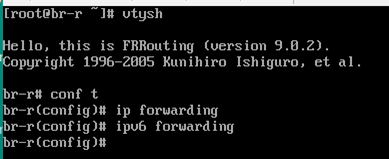 [root@br-r ~]# vtysh
Hello, this is FRRouting (version 9.0.2).
Copyright 1996-2005 Kunihiro Ishiguro, et al.
br-r# conf t
br-r(config)# ip forwarding
br-r(config)# ipv6 forwarding
br-r(config)#